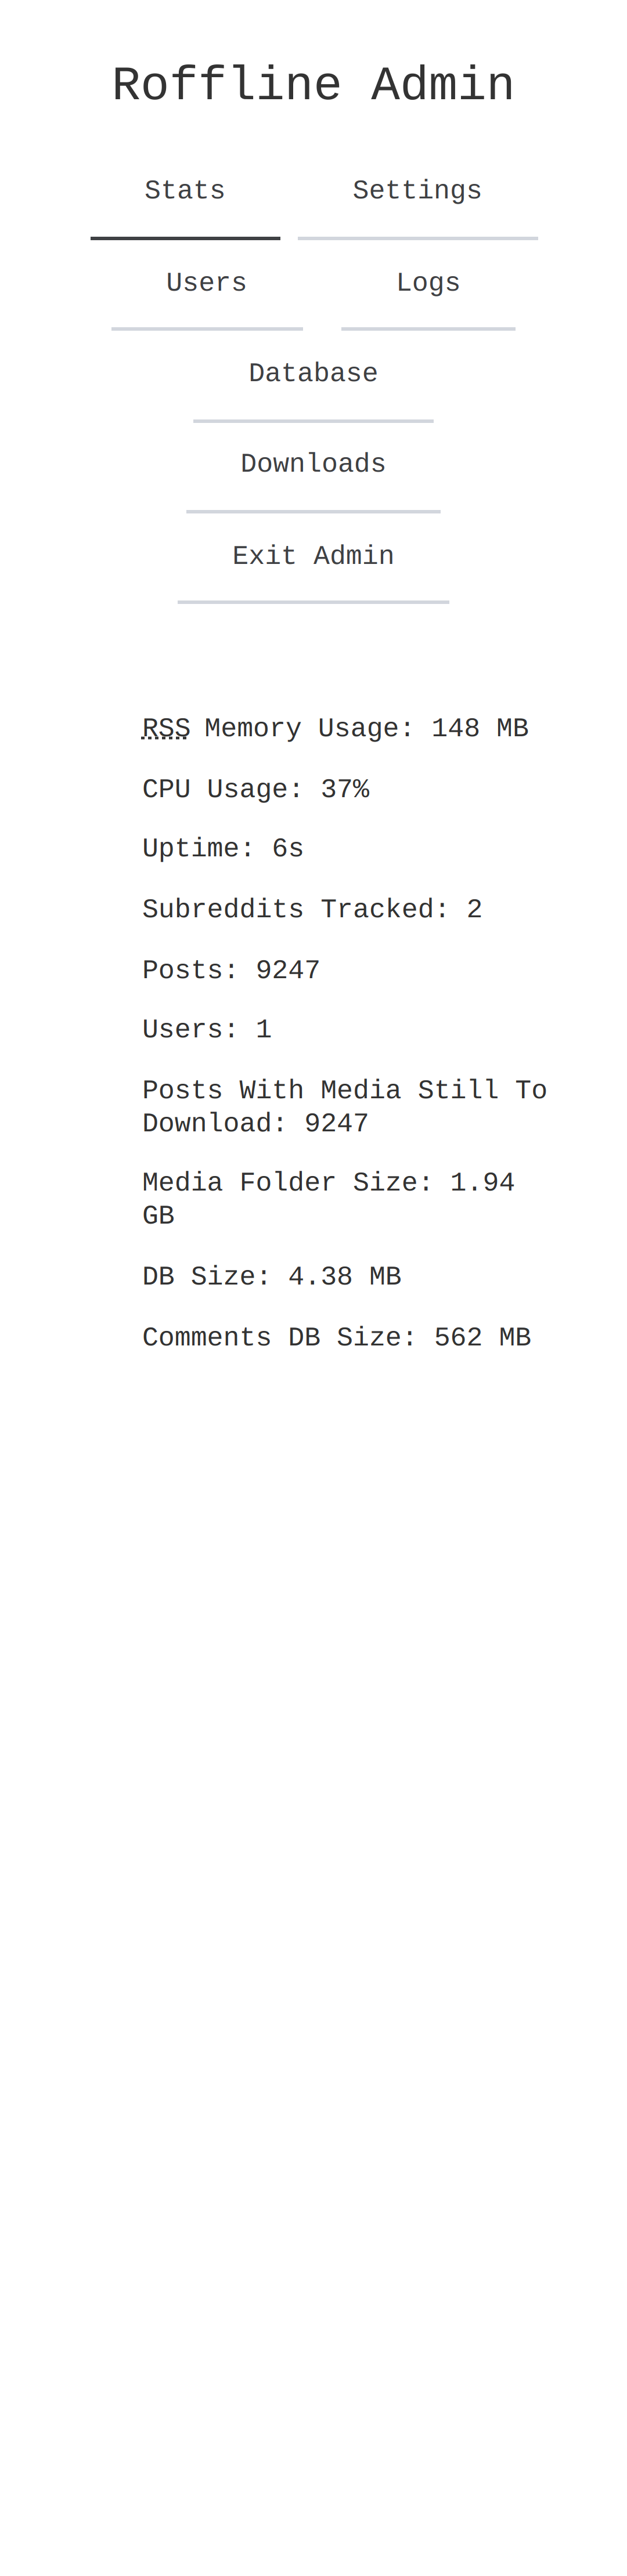 Roffline Admin
Stats
Settings
Users
Logs
Database
Downloads
Exit Admin
RSS Memory Usage: 148 MB
CPU Usage: 37%
Uptime: 6s
Subreddits Tracked: 2
Posts: 9247
Users: 1
Posts With Media Still To
Download: 9247
Media Folder Size: 1.94
GB
DB Size: 4.38 MB
Comments DB Size: 562 MB